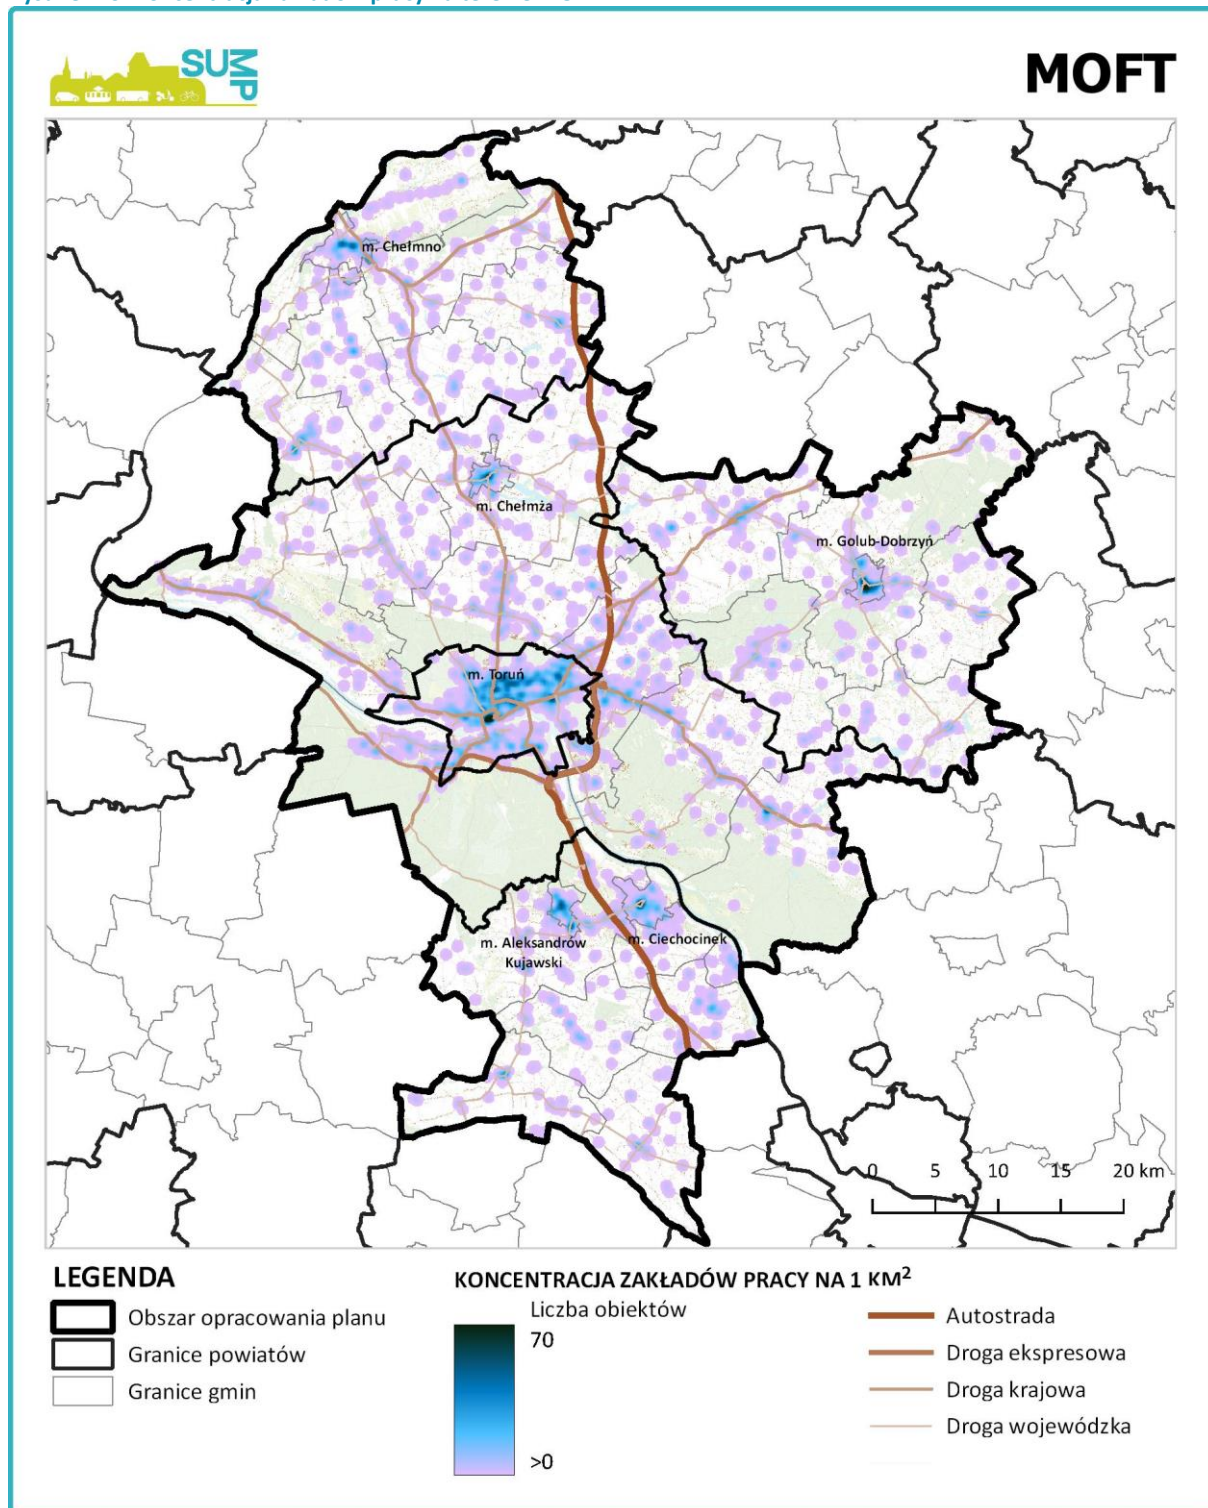 SUMP
MOFT
m. Chełmno
m. Chełmża
m. Golub-Dobrzyń
m. Toruń
m. Aleksandrów
Kujawski
m. Ciechocinek
0 5 10 15 20 km
LEGENDA
Obszar opracowania planu
Granice powiatów
Granice gmin
KONCENTRACJA ZAKŁADÓW PRACY NA 1 KM²
Liczba obiektów
70
>0
Autostrada
Droga ekspresowa
Droga krajowa
Droga wojewódzka